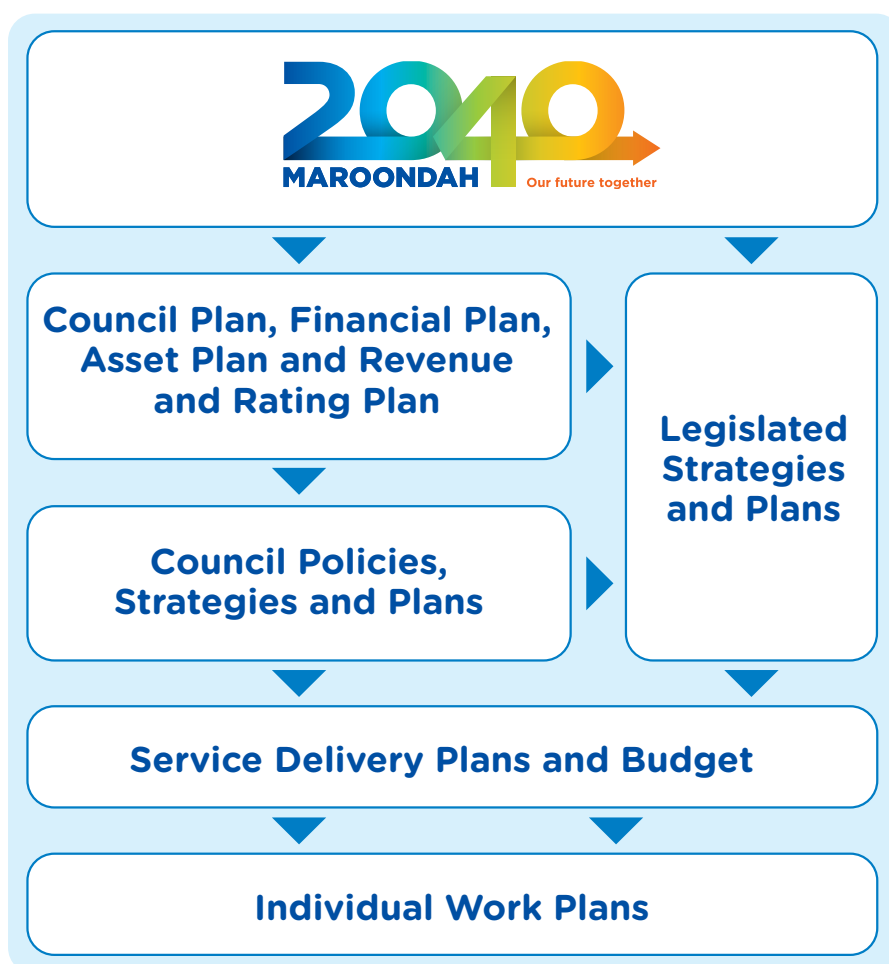 2040
MAROONDAH
Our future together
Council Plan, Financial Plan,
Asset Plan and Revenue
and Rating Plan
Legislated
Strategies
and Plans
Council Policies,
Strategies and Plans
Service Delivery Plans and Budget
Individual Work Plans